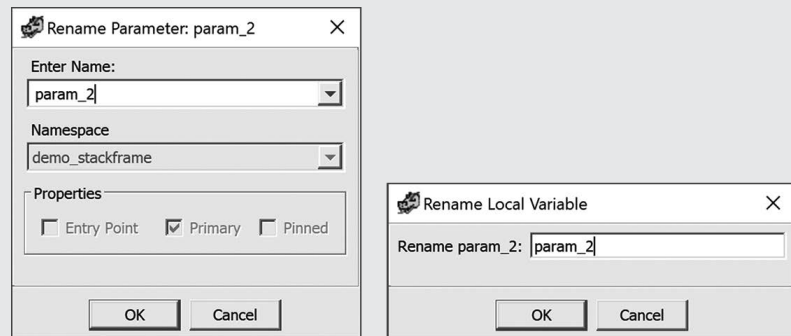 Rename Parameter: param_2
Enter Name:
param_2
Namespace
demo_stackframe
Properties
Entry Point Primary Pinned
OK Cancel
Rename Local Variable
Rename param_2: param_2
OK Cancel